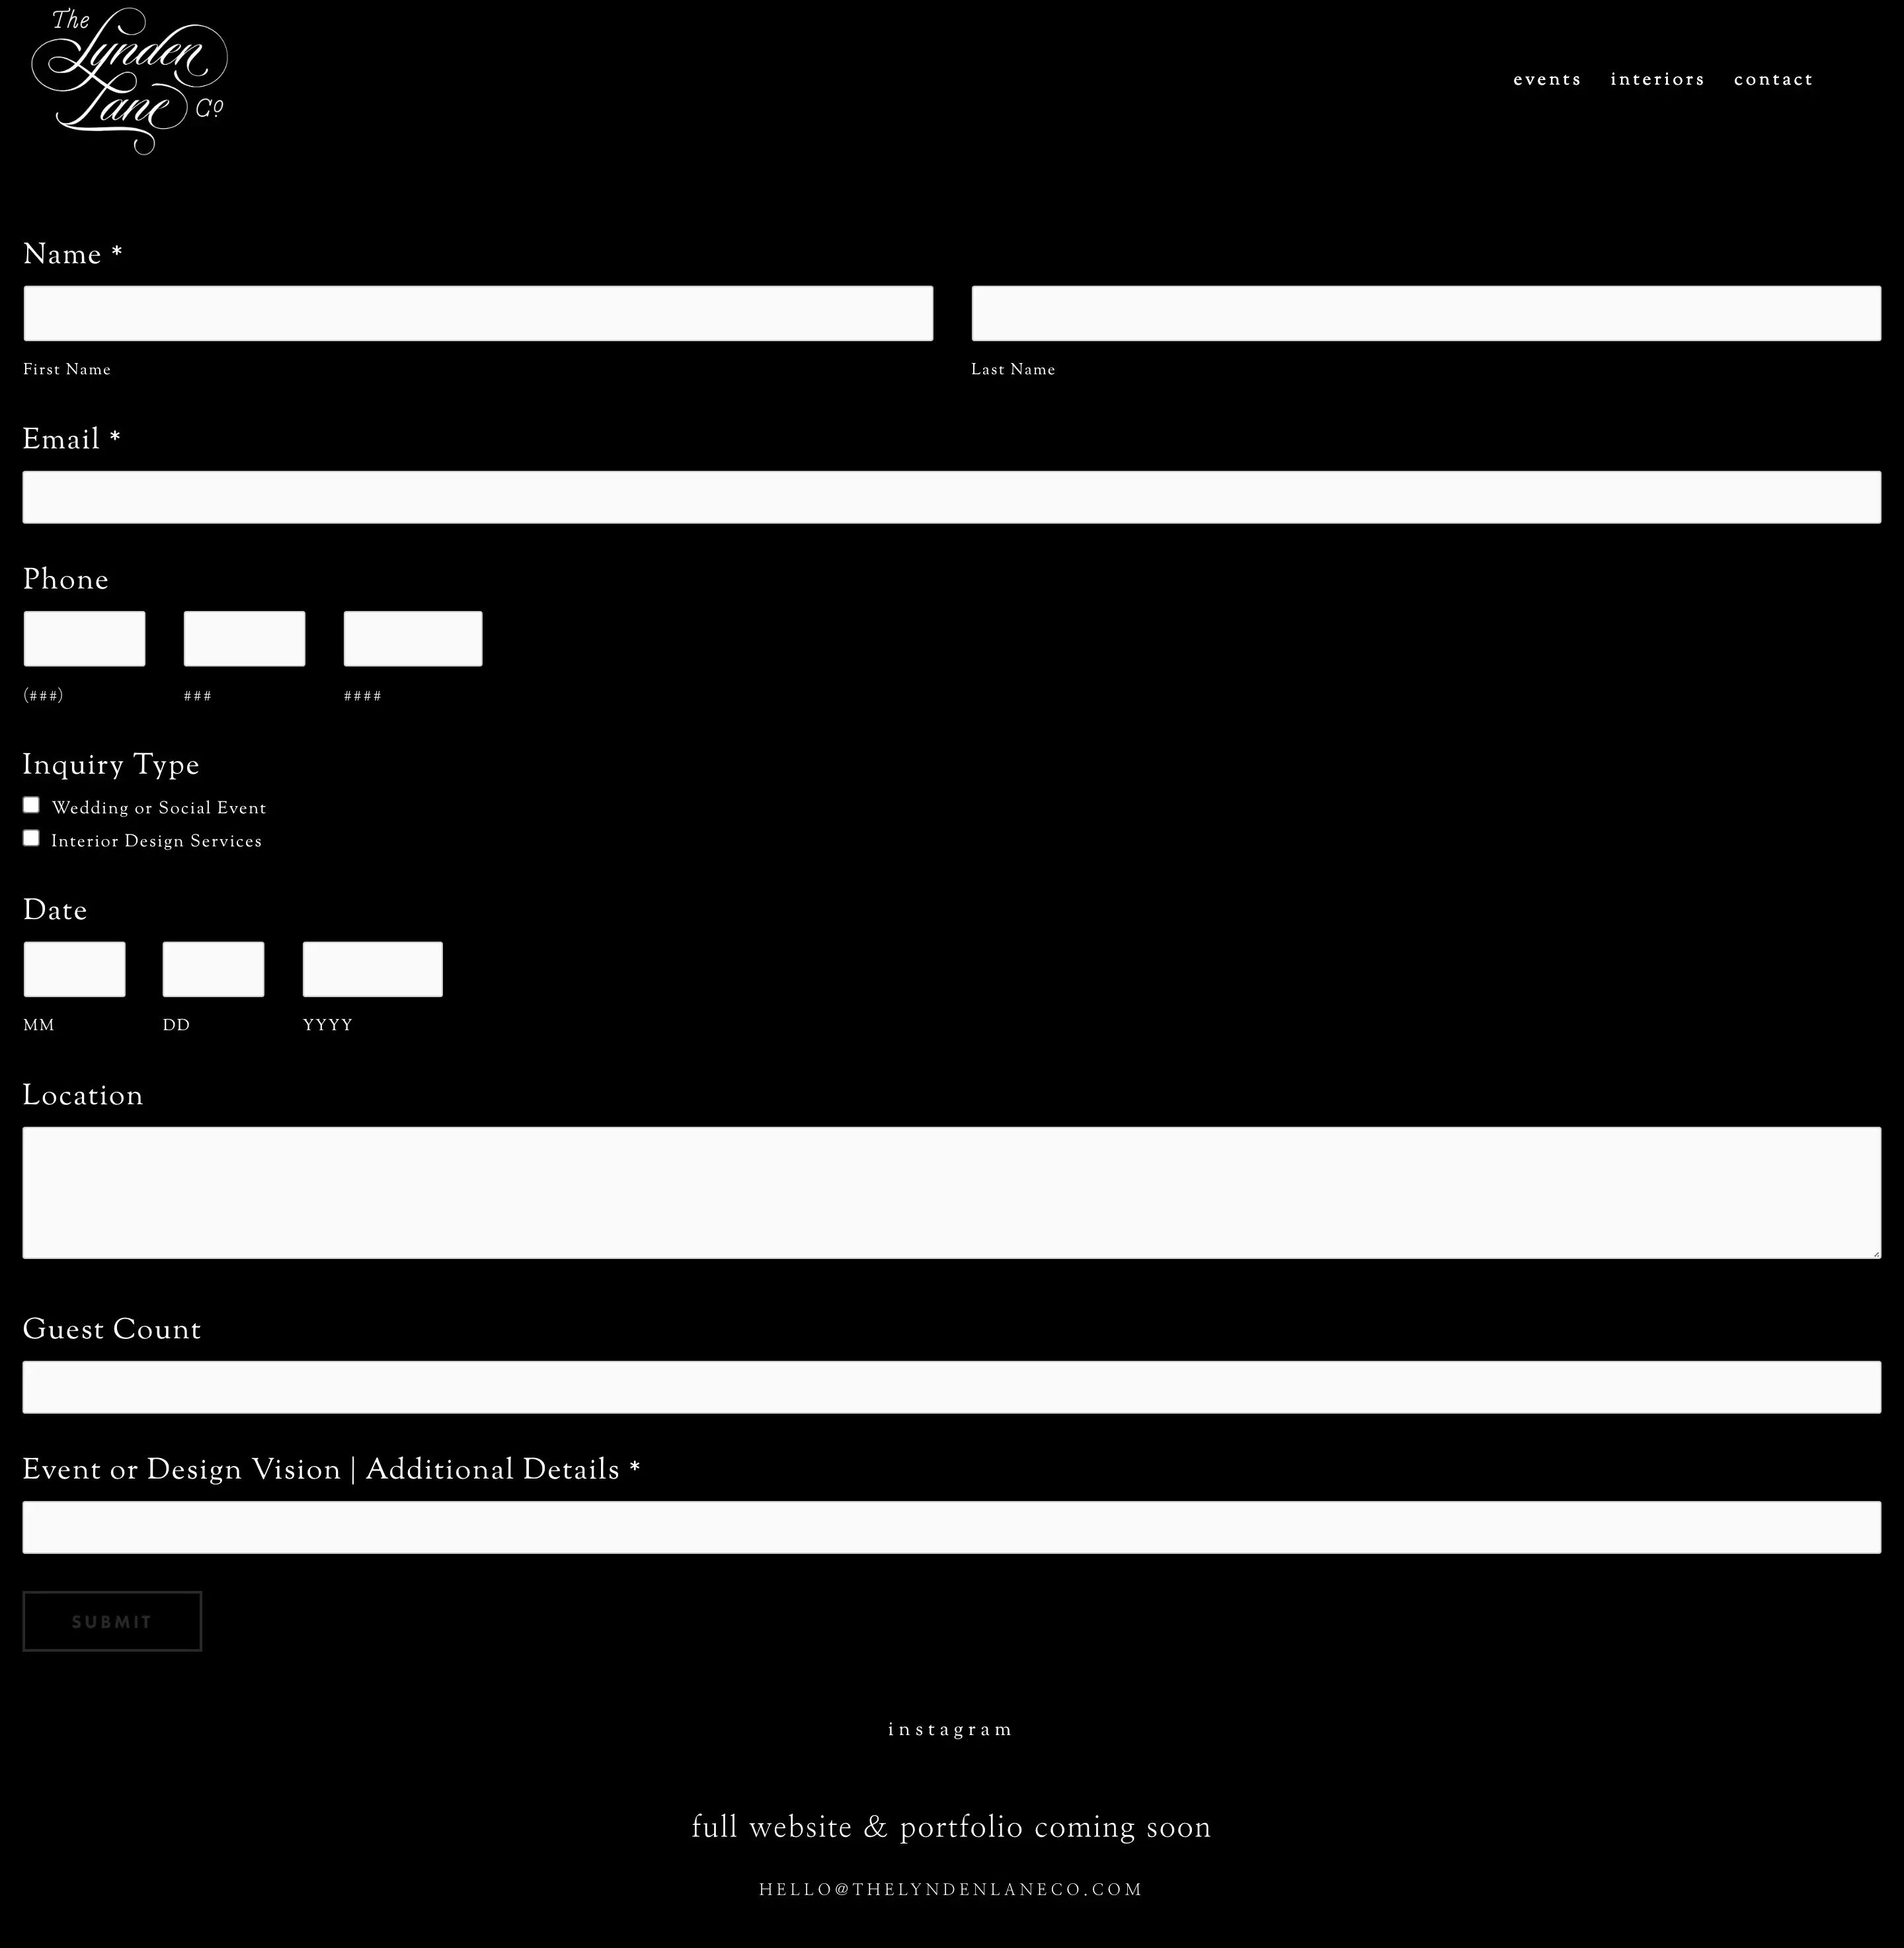 The
Lynden
Lane Co.
events interiors contact
Name *
First Name Last Name
Email *
Phone
(###) ### ####
Inquiry Type
Wedding or Social Event
Interior Design Services
Date
MM DD YYYY
Location
Guest Count
Event or Design Vision | Additional Details *
SUBMIT
instagram
full website & portfolio coming soon
HELLO@THELYNDENLANECO.COM